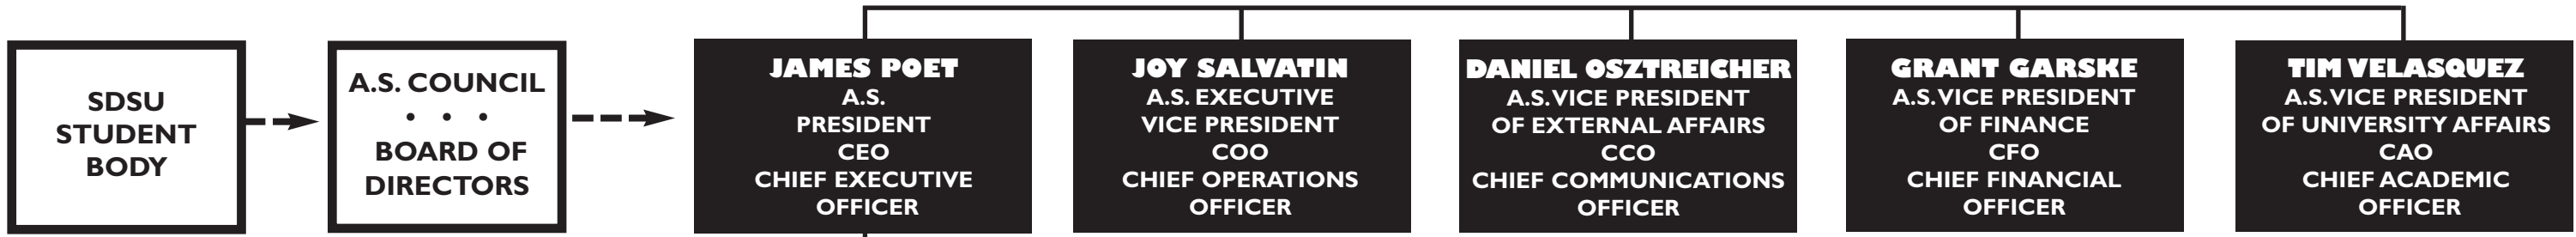 SDSU
STUDENT
BODY
A.S. COUNCIL
• • •
BOARD OF
DIRECTORS
JAMES POET
A.S.
PRESIDENT
CEO
CHIEF EXECUTIVE
OFFICER
JOY SALVATIN
A.S. EXECUTIVE
VICE PRESIDENT
COO
CHIEF OPERATIONS
OFFICER
DANIEL OSZTREICHER
A.S. VICE PRESIDENT
OF EXTERNAL AFFAIRS
CCO
CHIEF COMMUNICATIONS
OFFICER
GRANT GARSKE
A.S. VICE PRESIDENT
OF FINANCE
CFO
CHIEF FINANCIAL
OFFICER
TIM VELASQUEZ
A.S. VICE PRESIDENT
OF UNIVERSITY AFFAIRS
CAO
CHIEF ACADEMIC
OFFICER